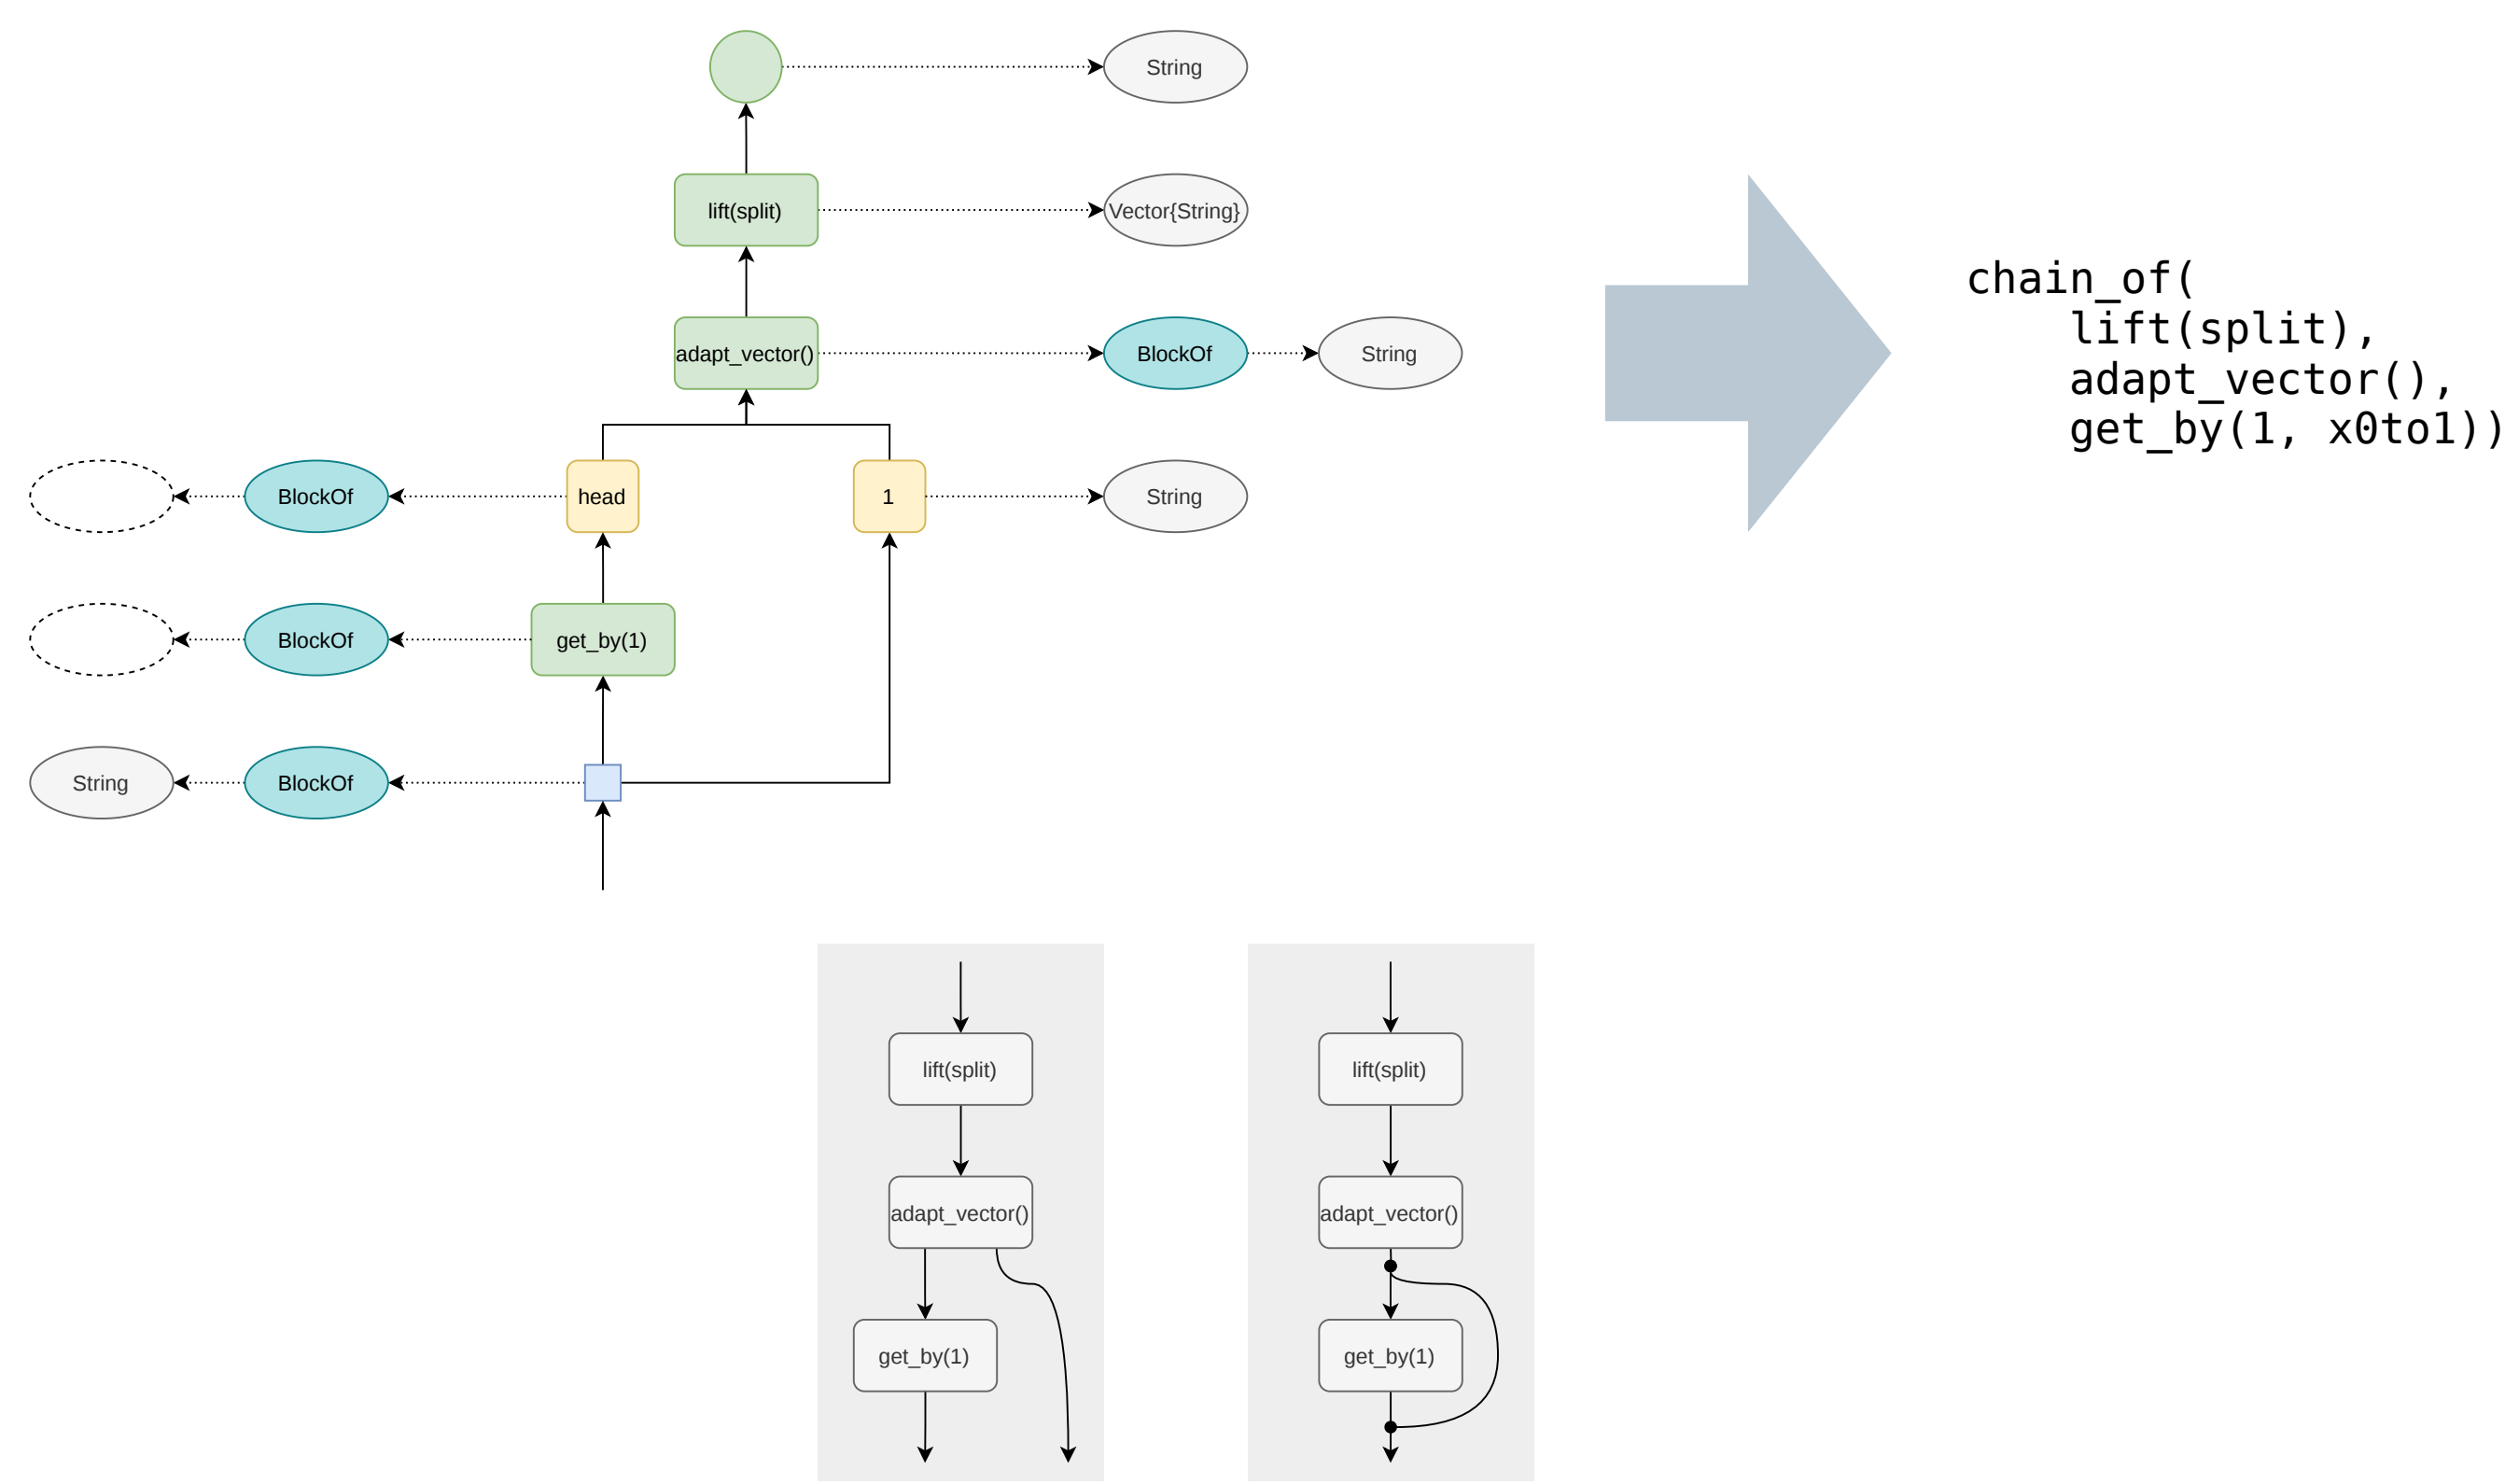 String
lift(split)
Vector{String}
chain_of(
lift(split),
adapt_vector(),
get_by(1, x0to1))
adapt_vector()
BlockOf
String
BlockOf
head
1
String
BlockOf
get_by(1)
String
BlockOf
lift(split)
adapt_vector()
get_by(1)
lift(split)
adapt_vector()
get_by(1)